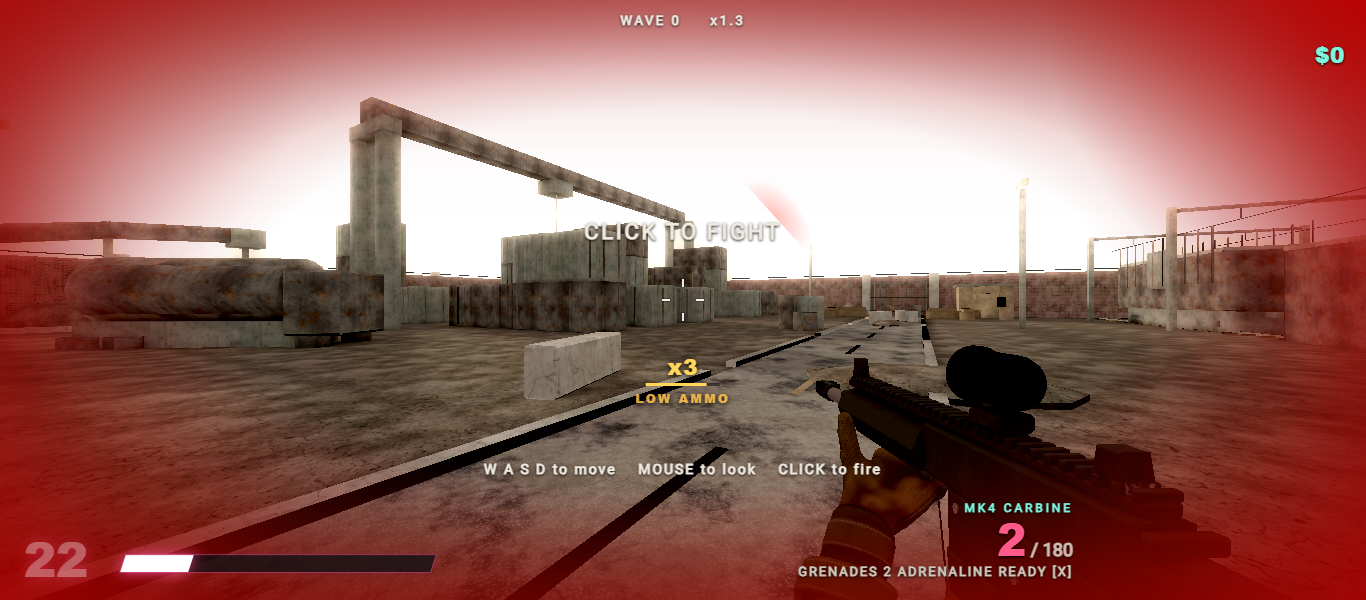 WAVE 0 x1.3
$0
CLICK TO FIGHT
x3
LOW AMMO
W A S D to move MOUSE to look CLICK to fire
MK4 CARBINE
2 / 180
GRENADES 2 ADRENALINE READY [X]
22